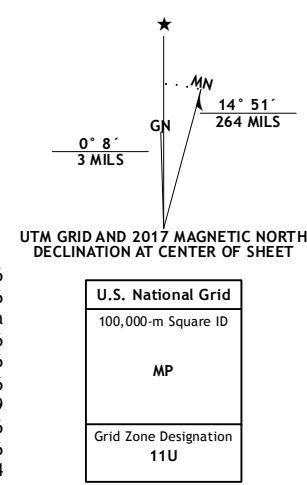 ★
MN
GN
14° 51´
264 MILS
0° 8´
3 MILS
UTM GRID AND 2017 MAGNETIC NORTH
DECLINATION AT CENTER OF SHEET
U.S. National Grid
100,000-m Square ID
MP
Grid Zone Designation
11U